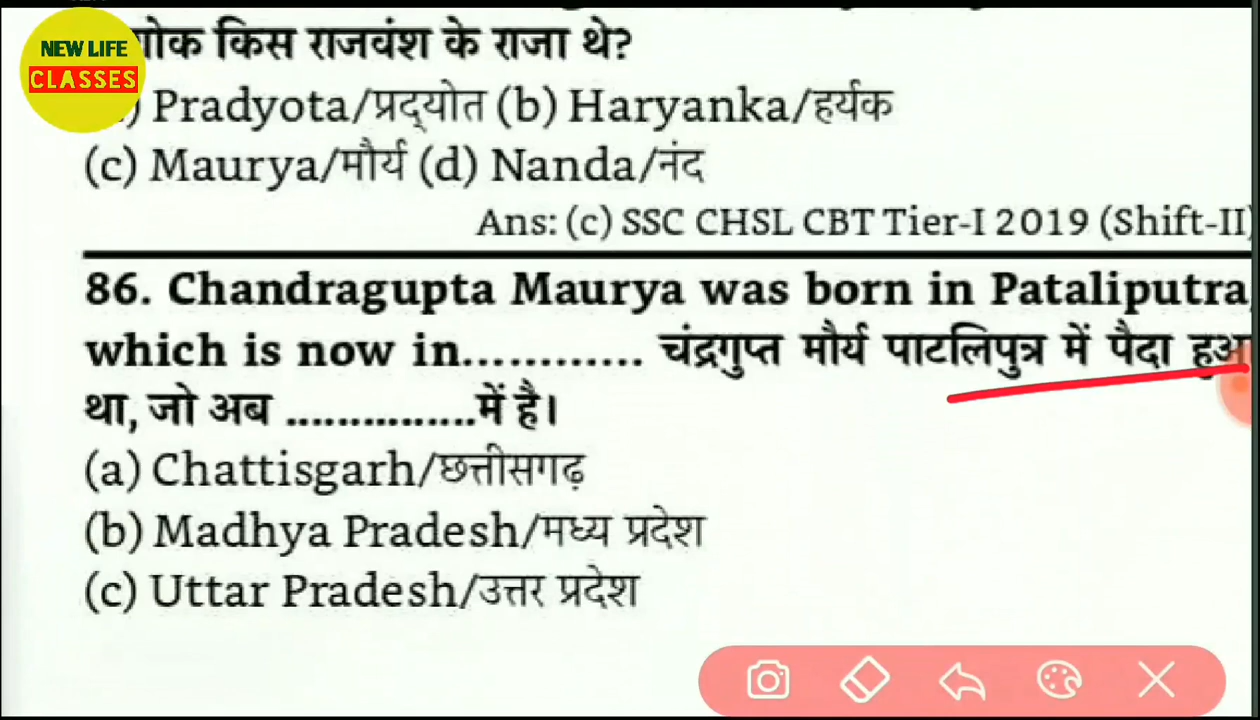 NEW LIFE
CLASSES
किस राजवंश के राजा थे?
) Pradyota/प्रद्योत (b) Haryanka/हर्यक
(c) Maurya/मौर्य (d) Nanda/नंद
Ans: (c) SSC CHSL CBT Tier-I 2019 (Shift-II)
86. Chandragupta Maurya was born in Pataliputra
which is now in............ चंद्रगुप्त मौर्य पाटलिपुत्र में पैदा हुआ
था, जो अब ...............में है।
(a) Chattisgarh/छत्तीसगढ़
(b) Madhya Pradesh/मध्य प्रदेश
(c) Uttar Pradesh/उत्तर प्रदेश